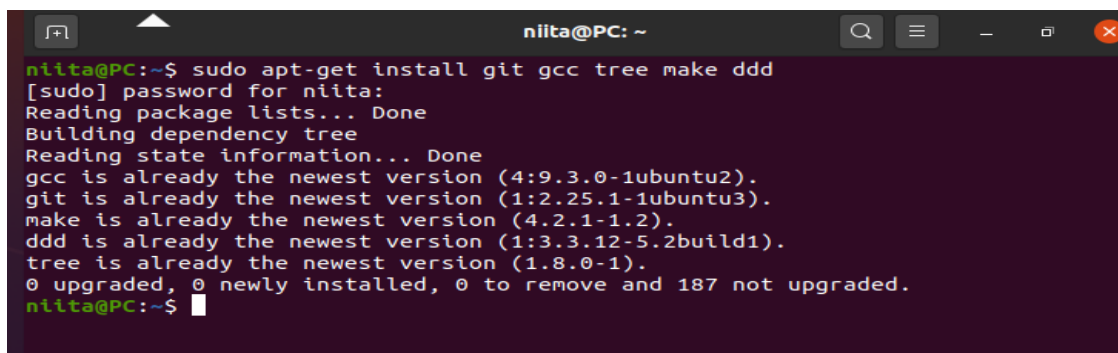 niita@PC: ~
niita@PC:~$ sudo apt-get install git gcc tree make ddd
[sudo] password for niita:
Reading package lists... Done
Building dependency tree
Reading state information... Done
gcc is already the newest version (4:9.3.0-1ubuntu2).
git is already the newest version (1:2.25.1-1ubuntu3).
make is already the newest version (4.2.1-1.2).
ddd is already the newest version (1:3.3.12-5.2build1).
tree is already the newest version (1.8.0-1).
0 upgraded, 0 newly installed, 0 to remove and 187 not upgraded.
niita@PC:~$